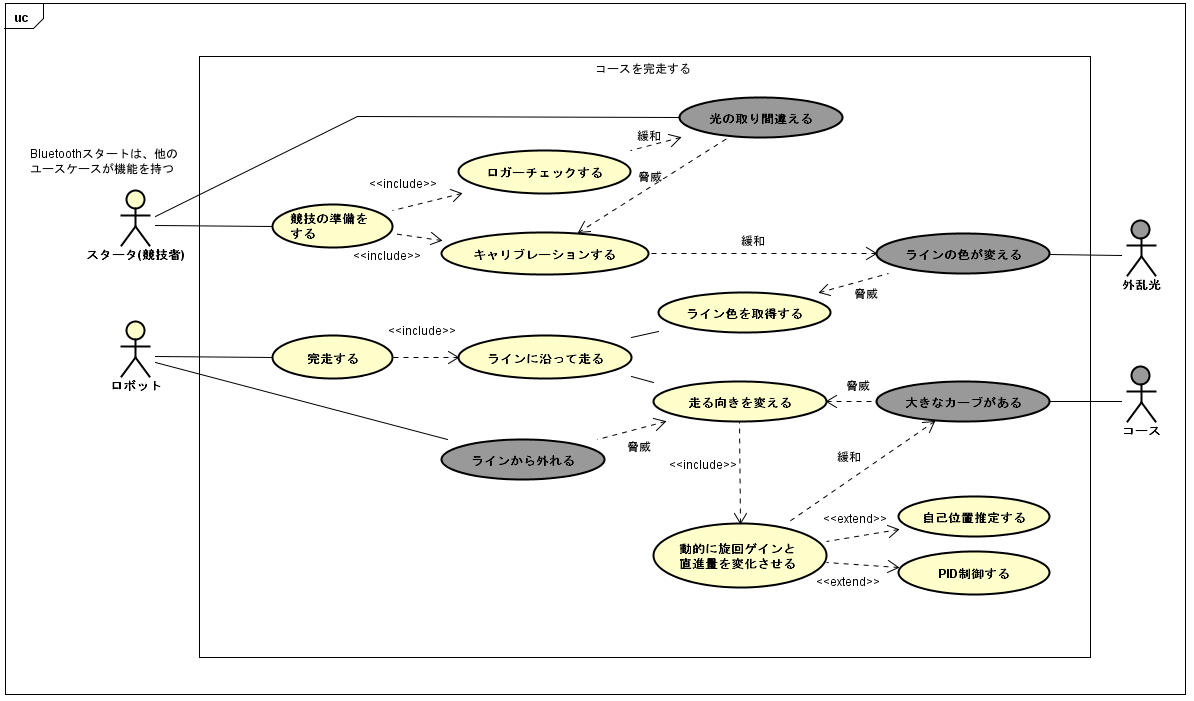 uc
コースを完走する
光の取り間違える
緩和
Bluetoothスタートは、他の
ユースケースが機能を持つ
ロガーチェックする
脅威
<<include>>
競技の準備を
する
スタータ(競技者)
<<include>>
キャリブレーションする
緩和
ラインの色が変える
外乱光
脅威
ライン色を取得する
<<include>>
完走する
ラインに沿って走る
ロボット
脅威
走る向きを変える
大きなカーブがある
コース
脅威
ラインから外れる
<<include>>
緩和
<<extend>>
自己位置推定する
動的に旋回ゲインと
直進量を変化させる
PID制御する
<<extend>>